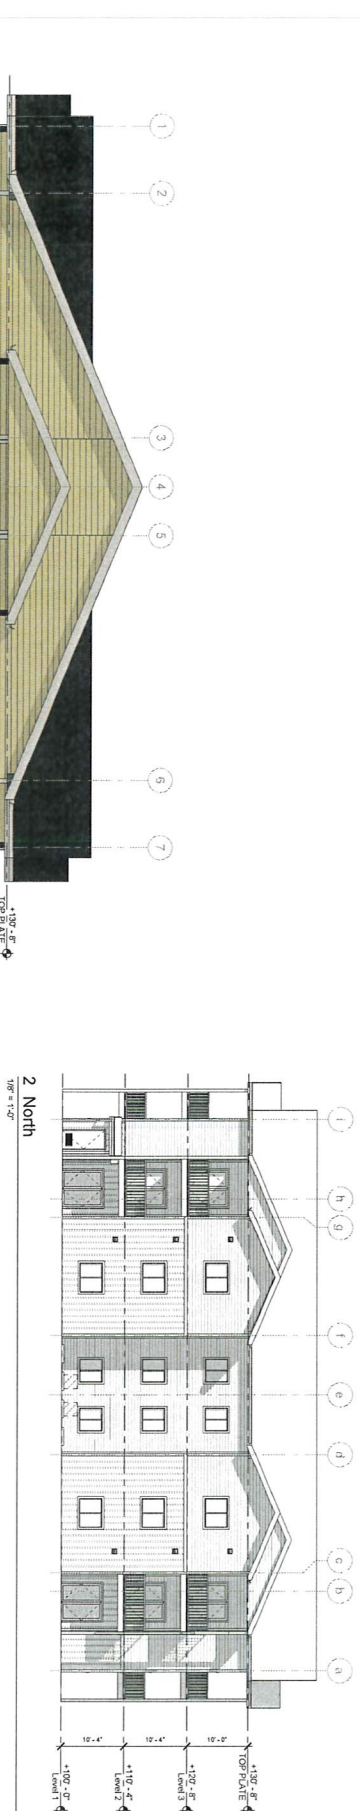 1
2
3
4
5
6
7
+130' - 8"
TOP PLATE
2 North
1/8" = 1'-0"
i
h
g
f
e
d
c
b
a
10' - 4"
10' - 4"
10' - 0"
+130' - 8"
TOP PLATE
+120' - 8"
Level 3
+110' - 4"
Level 2
+100' - 0"
Level 1